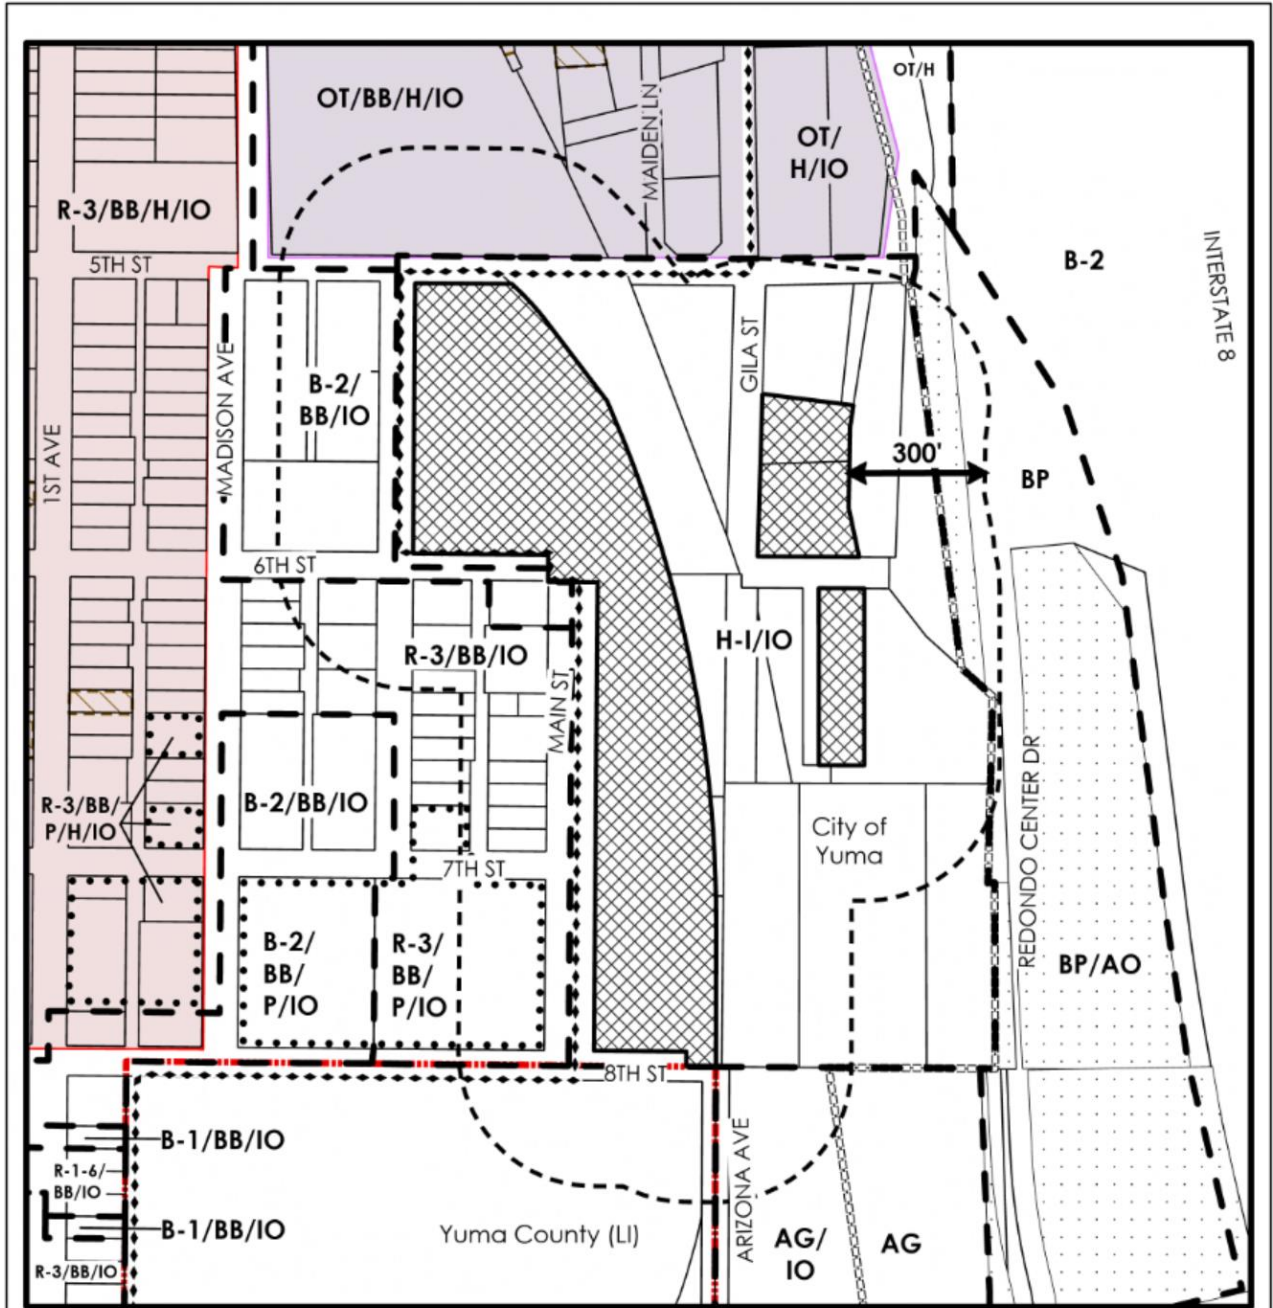 OT/H
OT/BB/H/IO
MAIDEN LN
OT/
H/IO
R-3/BB/H/IO
5TH ST
B-2
INTERSTATE 8
MADISON AVE
GILA ST
B-2/
BB/IO
1ST AVE
300'
BP
6TH ST
R-3/BB/IO
H-I/IO
MAIN ST
R-3/BB/
P/H/IO
B-2/BB/IO
City of
Yuma
REDONDO CENTER DR
7TH ST
B-2/
BB/
P/IO
R-3/
BB/
P/IO
BP/AO
8TH ST
B-1/BB/IO
R-1-6/
BB/IO
B-1/BB/IO
R-3/BB/IO
Yuma County (LI)
ARIZONA AVE
AG/
IO
AG